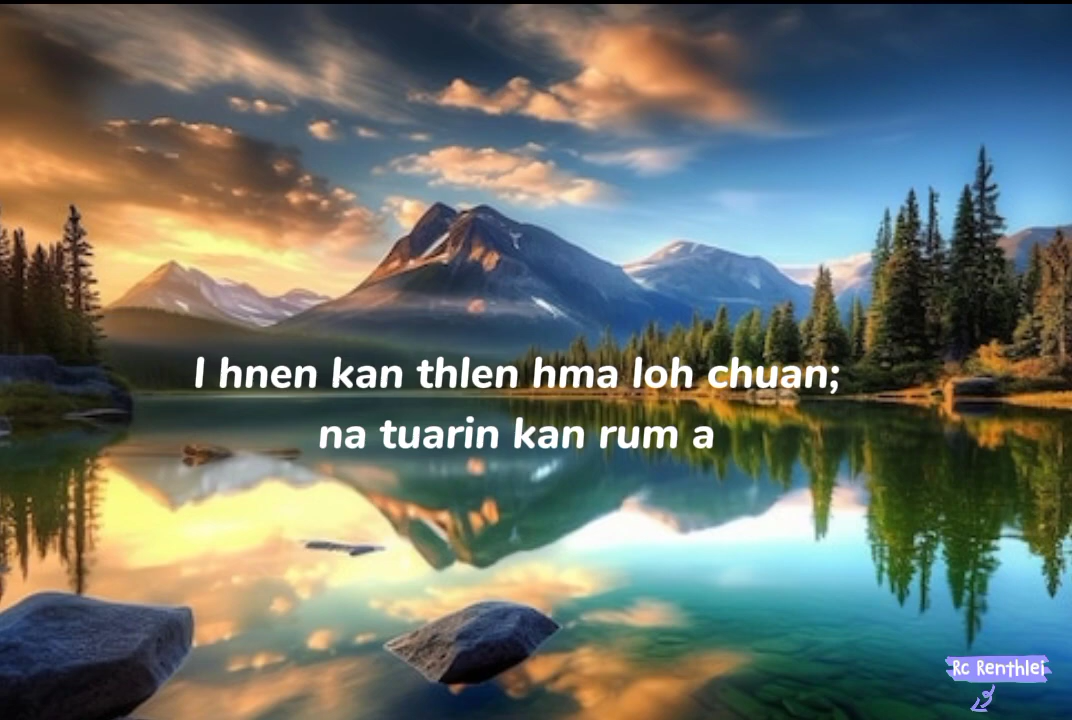 I hnen kan thlen hma loh chuan;
na tuarin kan rum a
Rc Renthlei